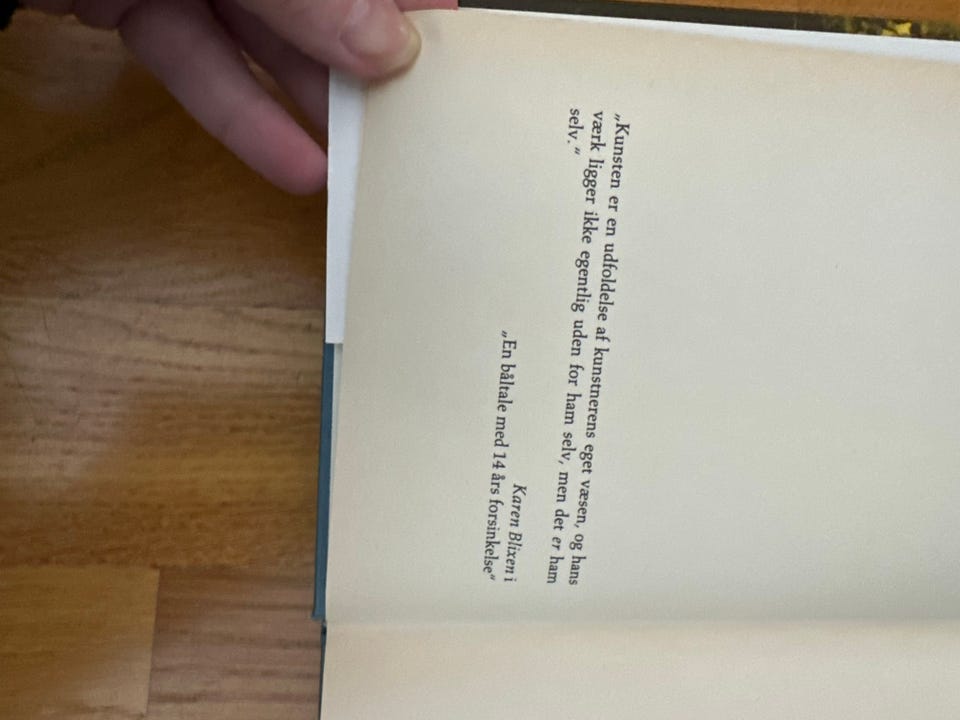 „Kunsten er en udfoldelse af kunstnerens eget væsen, og hans
værk ligger ikke egentlig uden for ham selv, men det er ham
selv.“
Karen Blixen i
„En båltale med 14 års forsinkelse“